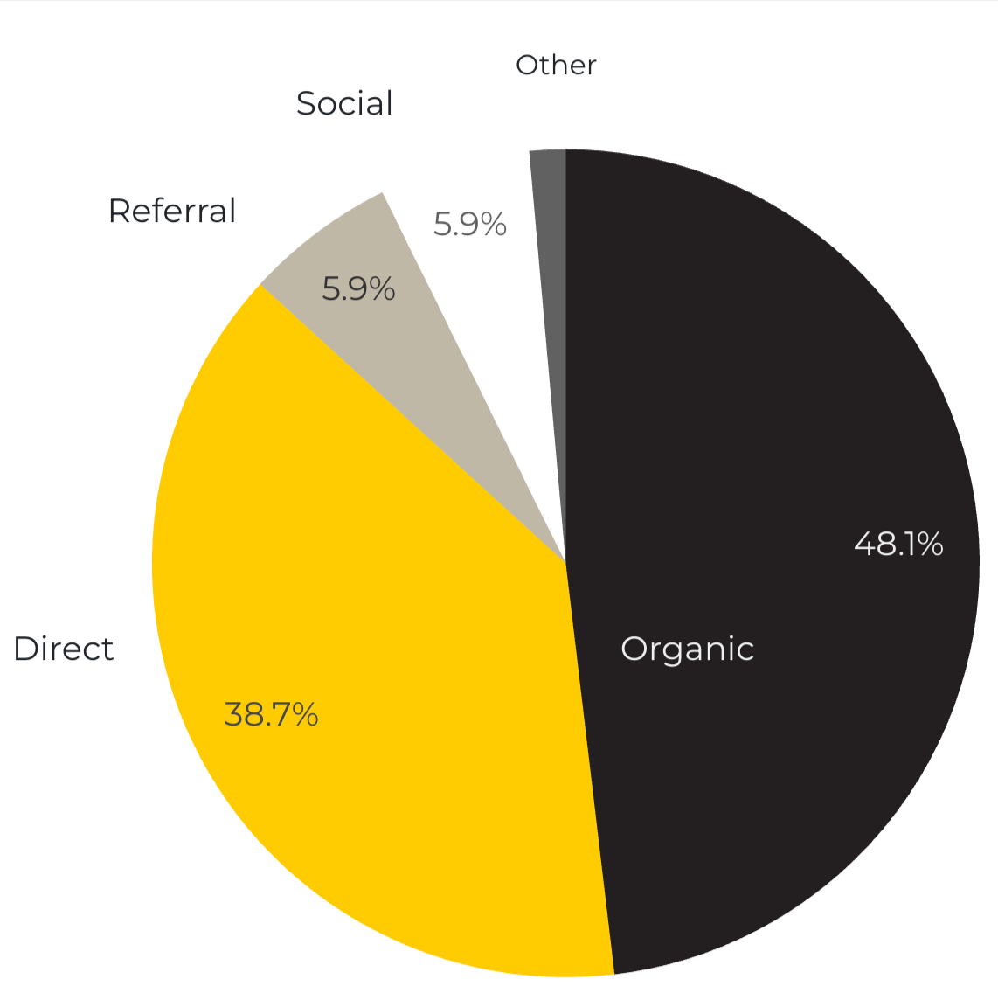 Other
Social
Referral
5.9%
5.9%
48.1%
Direct
Organic
38.7%